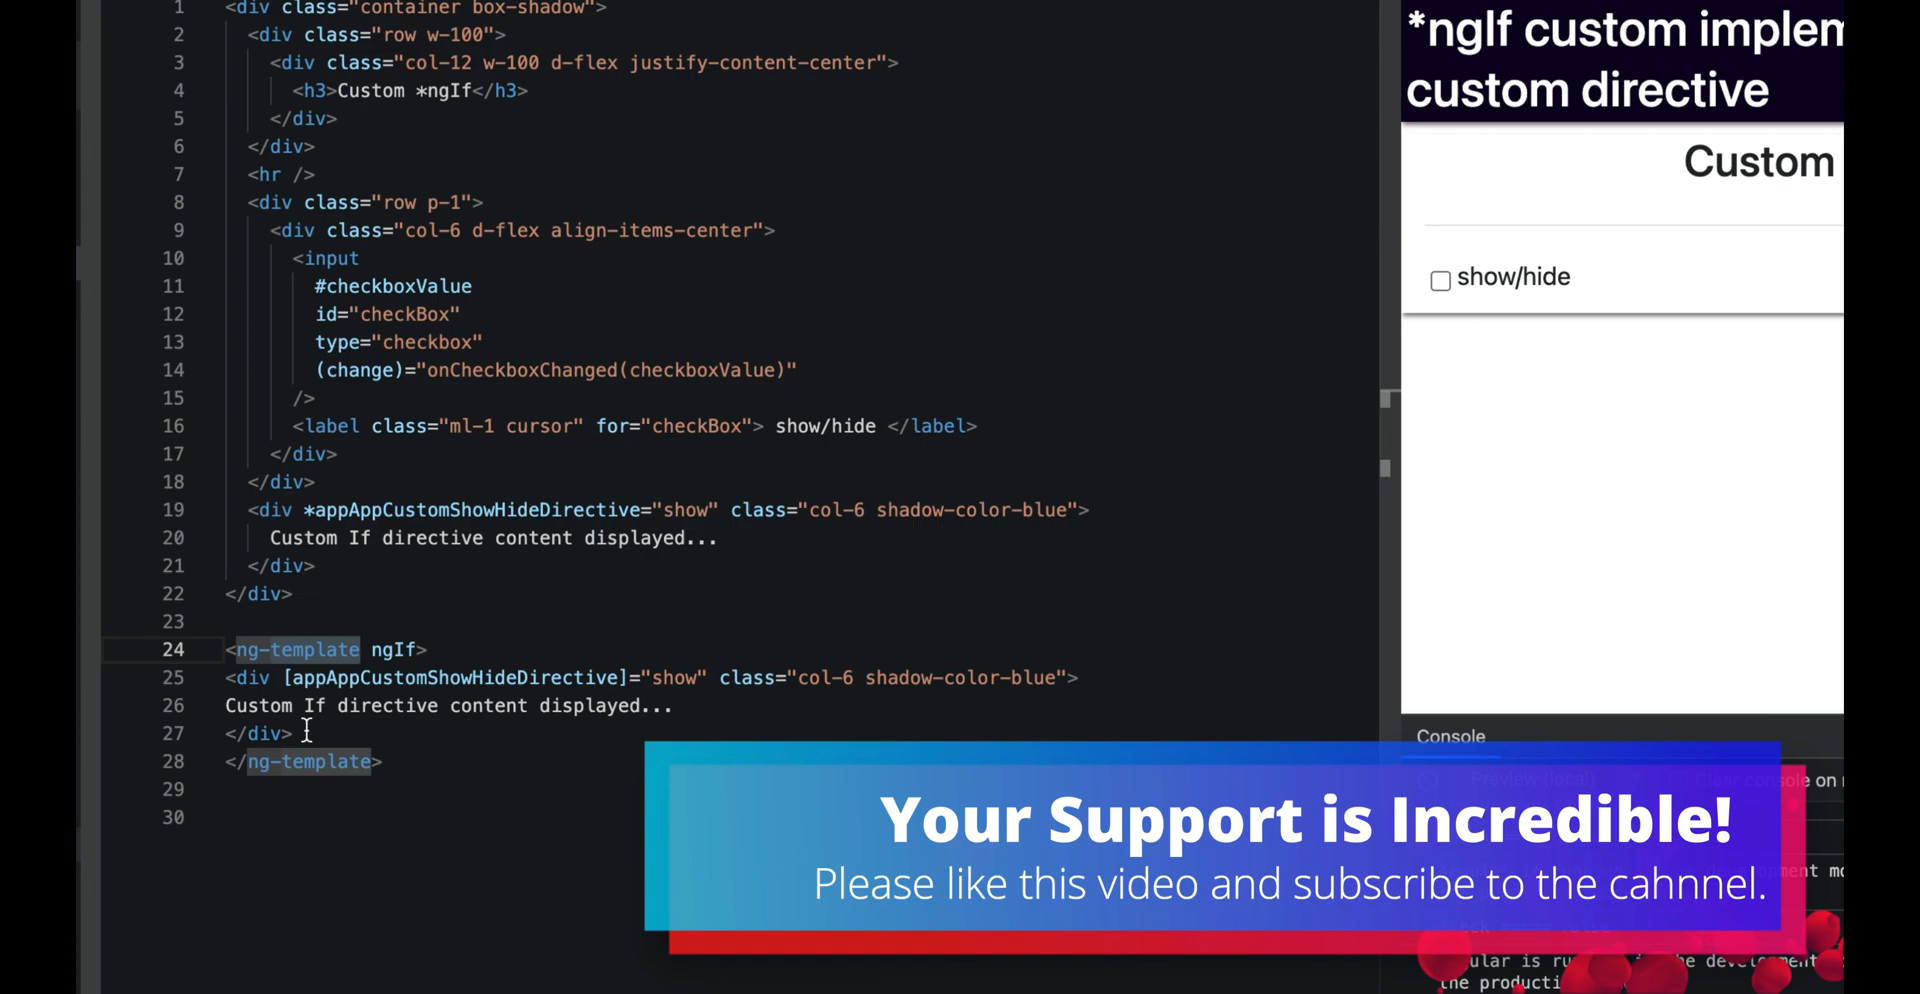 1 <div class="container box-shadow">
2 <div class="row w-100">
3 <div class="col-12 w-100 d-flex justify-content-center">
4 <h3>Custom *ngIf</h3>
5 </div>
6 </div>
7 <hr />
8 <div class="row p-1">
9 <div class="col-6 d-flex align-items-center">
10 <input
11 #checkboxValue
12 id="checkBox"
13 type="checkbox"
14 (change)="onCheckboxChanged(checkboxValue)"
15 />
16 <label class="ml-1 cursor" for="checkBox"> show/hide </label>
17 </div>
18 </div>
19 <div *appAppCustomShowHideDirective="show" class="col-6 shadow-color-blue">
20 Custom If directive content displayed...
21 </div>
22 </div>
23
24 <ng-template ngIf>
25 <div [appAppCustomShowHideDirective]="show" class="col-6 shadow-color-blue">
26 Custom If directive content displayed...
27 </div>
28 </ng-template>
29
30
*ngIf custom implem
custom directive
Custom
show/hide
Console
Preview (local) Clear console on
Your Support is Incredible!
Please like this video and subscribe to the cahnnel.
the producti